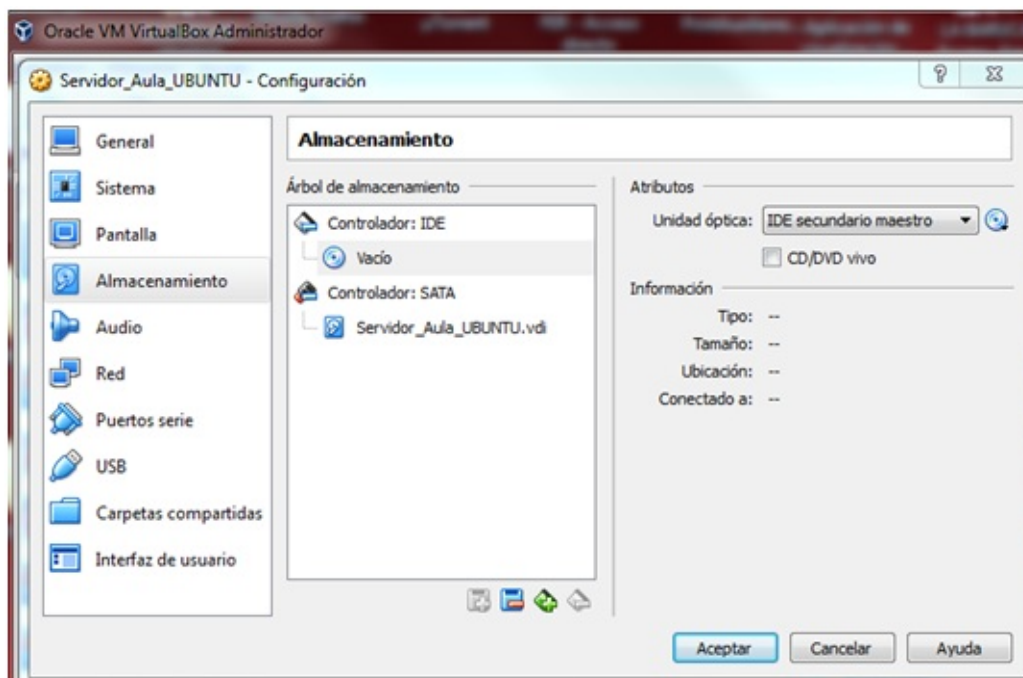 Oracle VM VirtualBox Administrador
Servidor_Aula_UBUNTU - Configuración
General
Sistema
Pantalla
Almacenamiento
Audio
Red
Puertos serie
USB
Carpetas compartidas
Interfaz de usuario
Almacenamiento
Árbol de almacenamiento
Controlador: IDE
Vacío
Controlador: SATA
Servidor_Aula_UBUNTU.vdi
Atributos
Unidad óptica: IDE secundario maestro
CD/DVD vivo
Información
Tipo: --
Tamaño: --
Ubicación: --
Conectado a: --
Aceptar Cancelar Ayuda